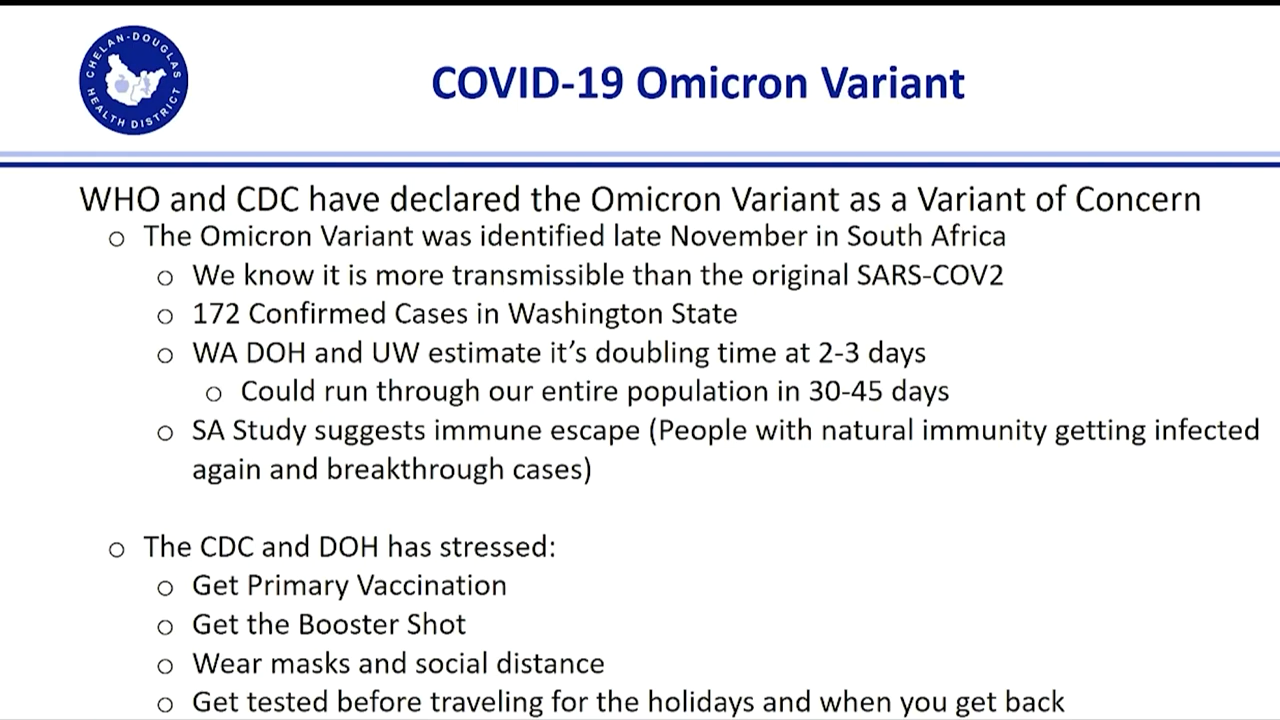 CHELAN-DOUGLAS
HEALTH DISTRICT
COVID-19 Omicron Variant
WHO and CDC have declared the Omicron Variant as a Variant of Concern
o The Omicron Variant was identified late November in South Africa
o We know it is more transmissible than the original SARS-COV2
o 172 Confirmed Cases in Washington State
o WA DOH and UW estimate it’s doubling time at 2-3 days
o Could run through our entire population in 30-45 days
o SA Study suggests immune escape (People with natural immunity getting infected
again and breakthrough cases)
o The CDC and DOH has stressed:
o Get Primary Vaccination
o Get the Booster Shot
o Wear masks and social distance
o Get tested before traveling for the holidays and when you get back